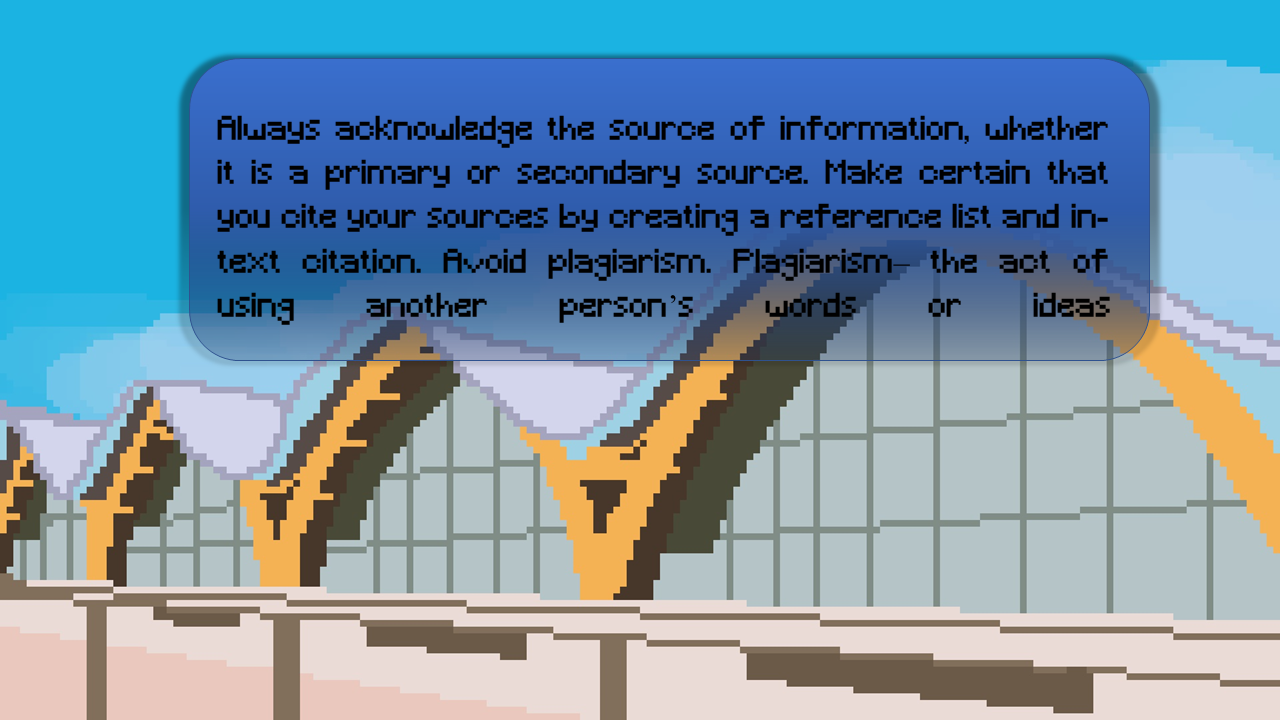 Always acknowledge the source of information, whether
it is a primary or secondary source. Make certain that
you cite your sources by creating a reference list and in-
text citation. Avoid plagiarism. Plagiarism– the act of
using another person's words or ideas